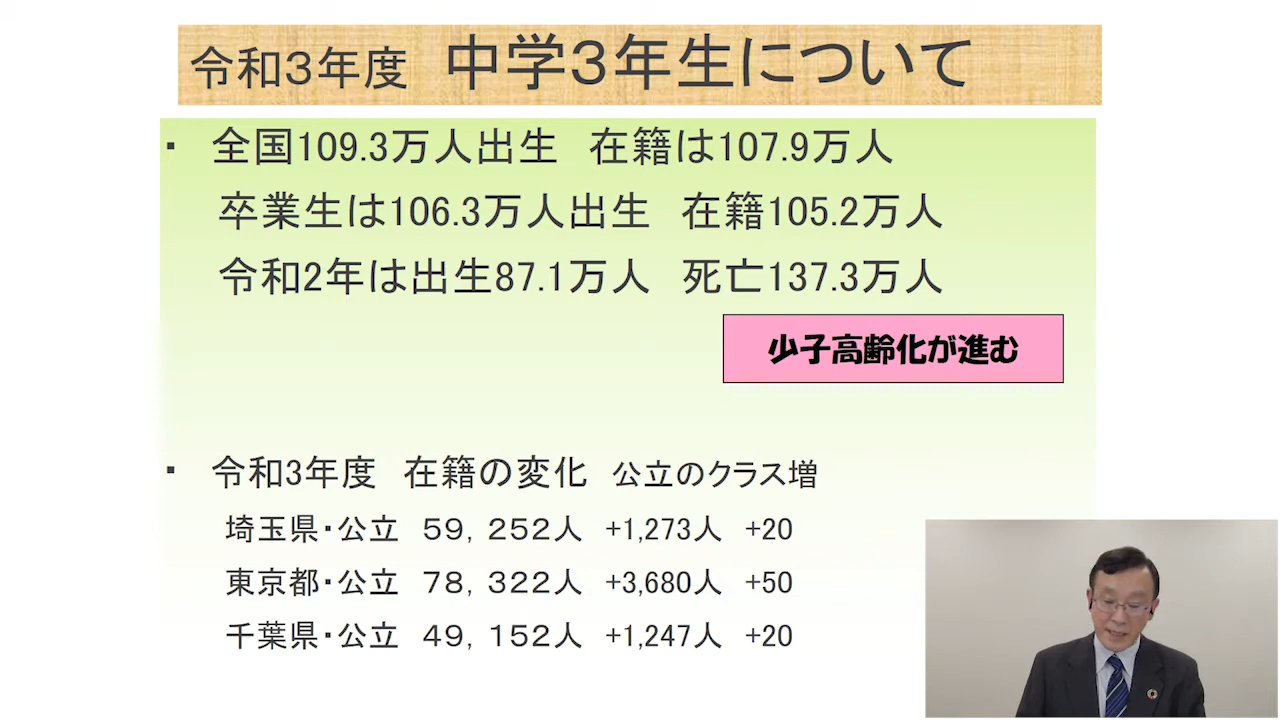 令和３年度 中学３年生について
▪ 全国109.3万人出生 在籍は107.9万人
卒業生は106.3万人出生 在籍105.2万人
令和2年は出生87.1万人 死亡137.3万人
少子高齢化が進む
▪ 令和3年度 在籍の変化 公立のクラス増
埼玉県・公立 ５９，２５２人 +1,273人 +20
東京都・公立 ７８，３２２人 +3,680人 +50
千葉県・公立 ４９，１５２人 +1,247人 +20